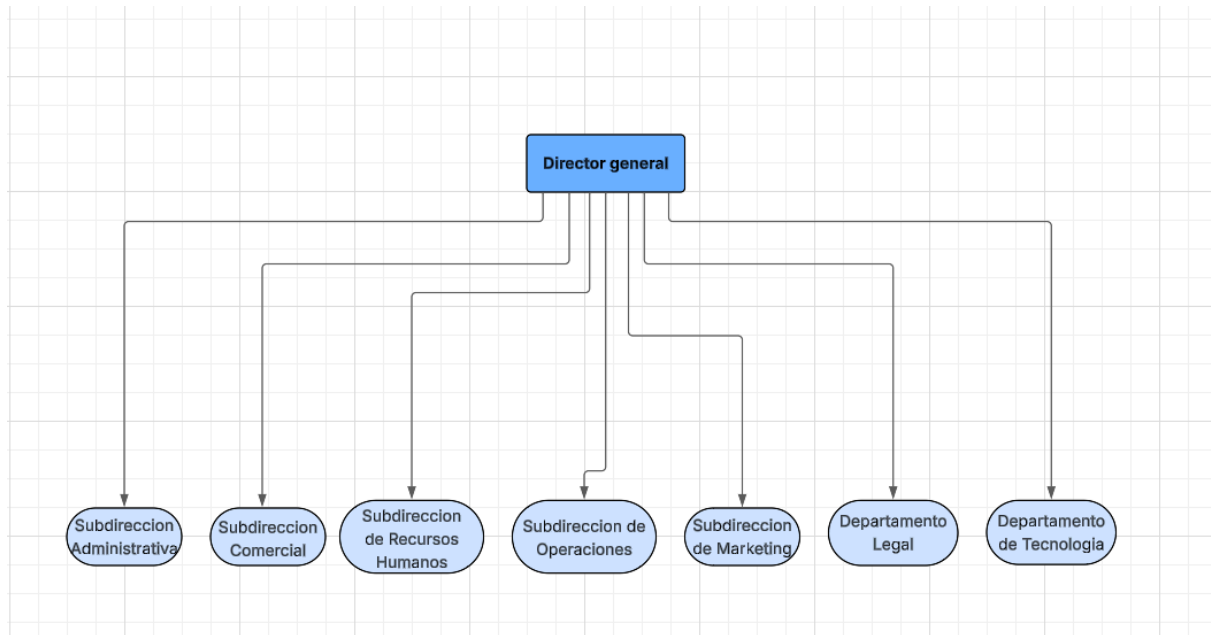 Director general
Subdireccion
Administrativa
Subdireccion
Comercial
Subdireccion
de Recursos
Humanos
Subdireccion de
Operaciones
Subdireccion
de Marketing
Departamento
Legal
Departamento
de Tecnologia